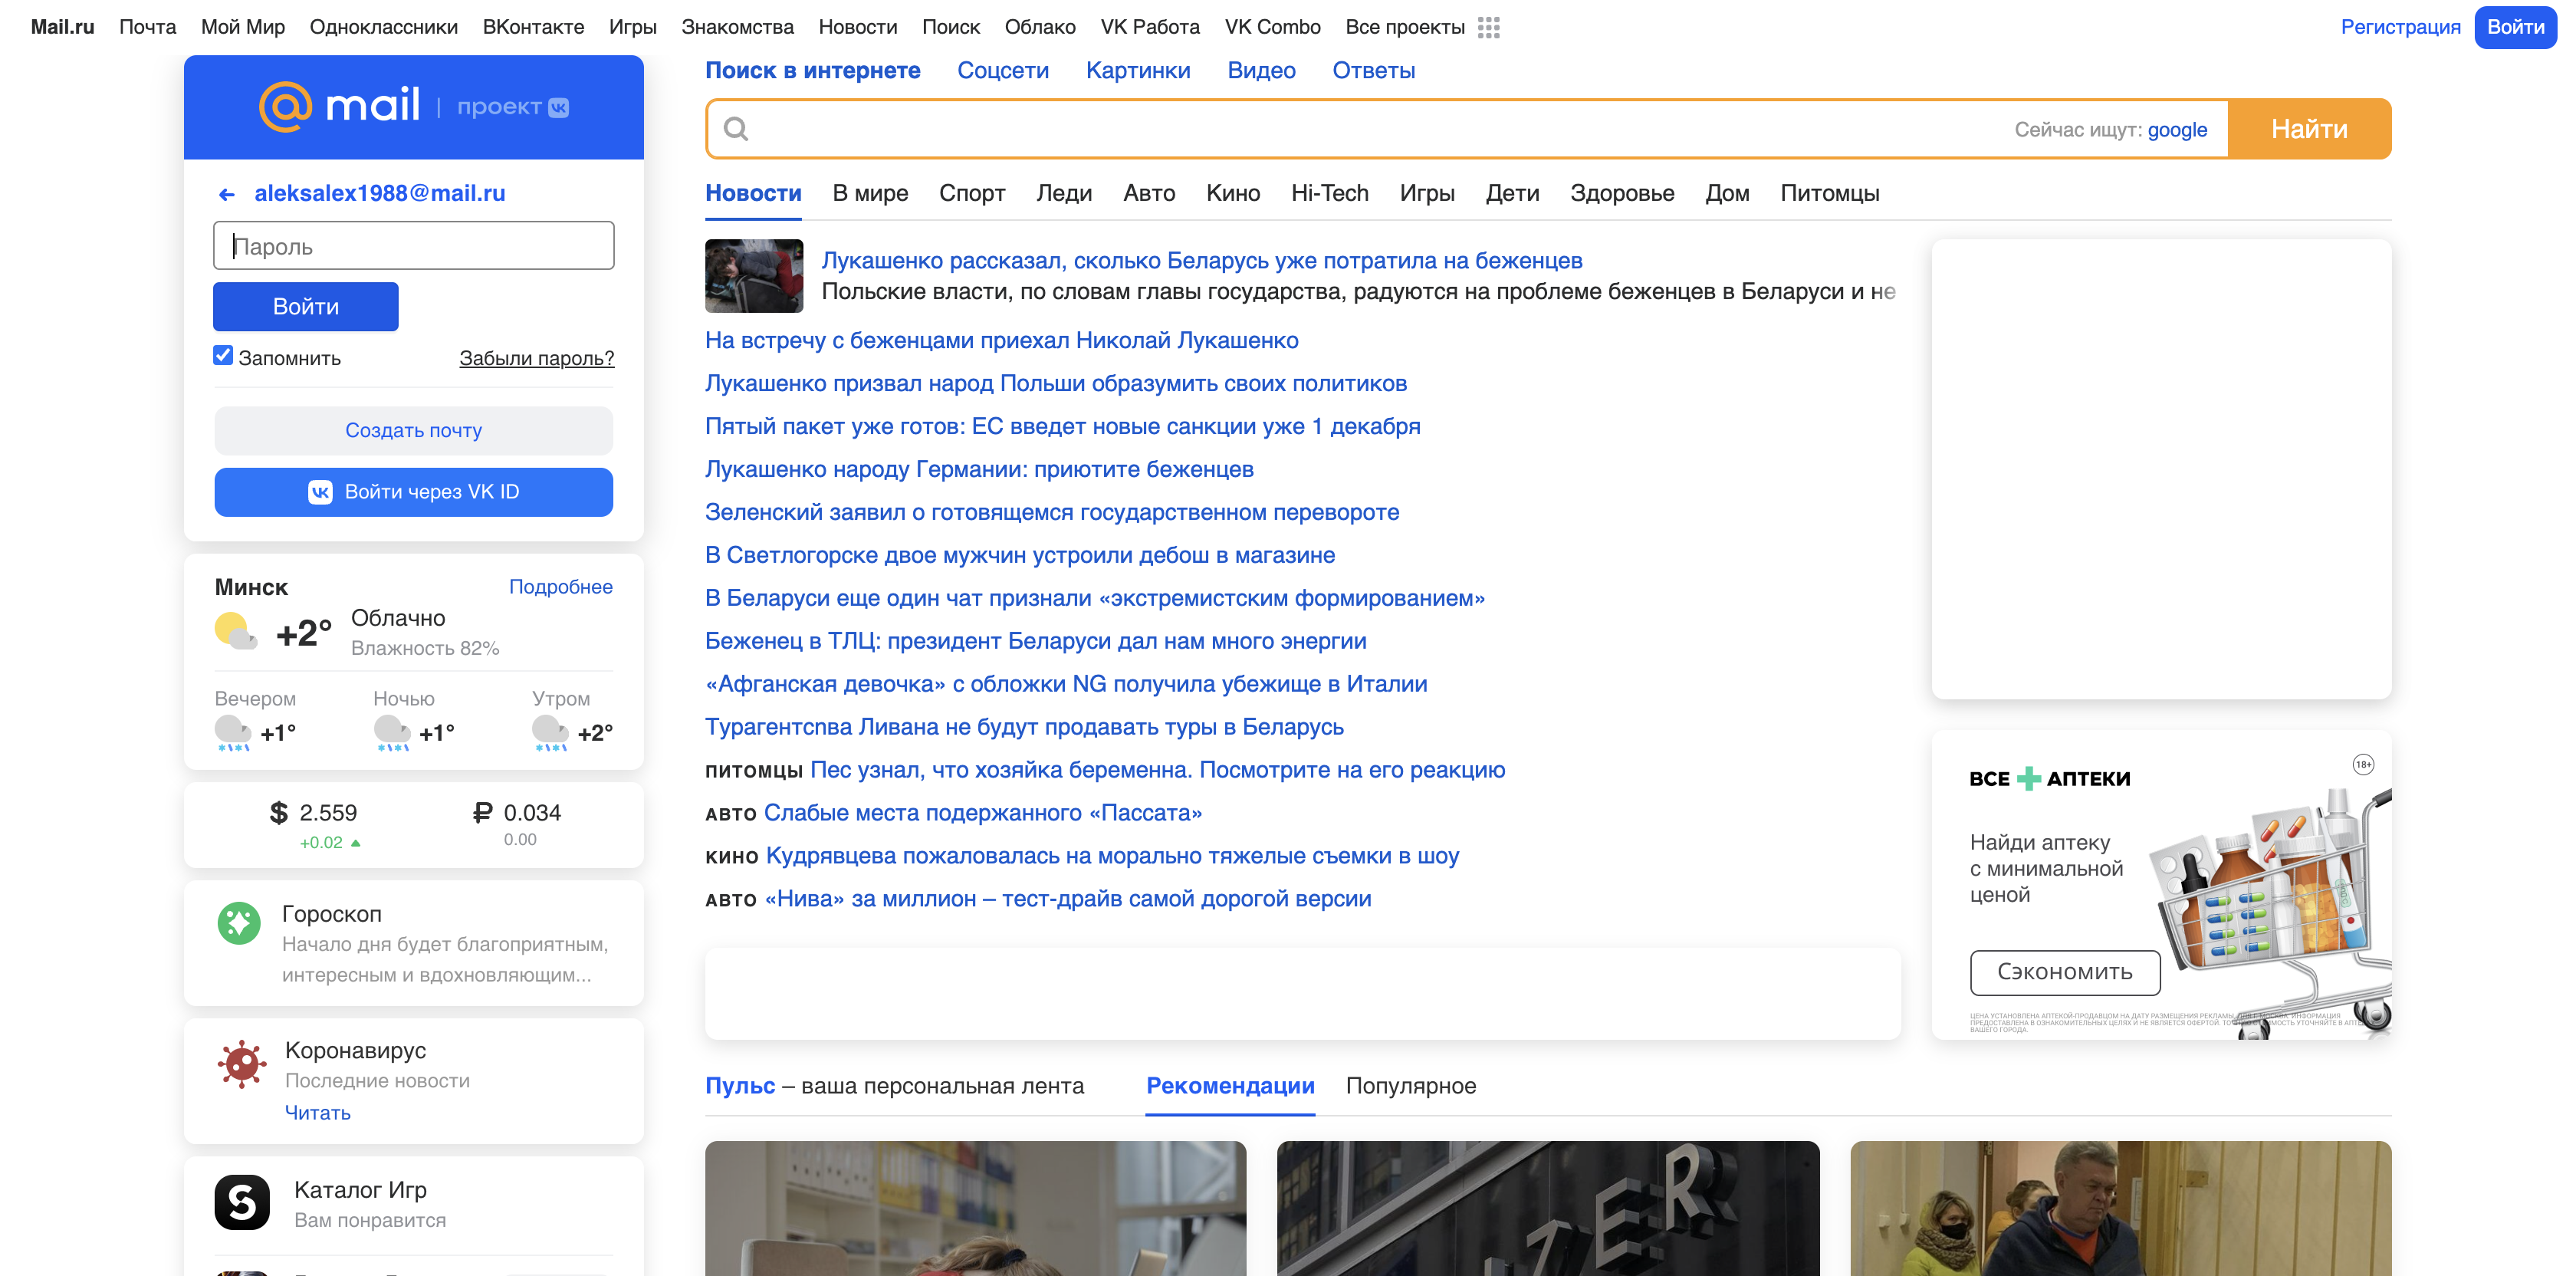 Mail.ru Почта Мой Мир Одноклассники ВКонтакте Игры Знакомства Новости Поиск Облако VK Работа VK Combo Все проекты Регистрация Войти
@mail | проект
aleksalex1988@mail.ru
Пароль
Войти
Запомнить Забыли пароль?
Создать почту
Войти через VK ID
Минск Подробнее
+2° Облачно
Влажность 82%
Вечером Ночью Утром
+1° +1° +2°
$ 2.559 ₽ 0.034
+0.02 0.00
Гороскоп
Начало дня будет благоприятным,
интересным и вдохновляющим...
Коронавирус
Последние новости
Читать
Каталог Игр
Вам понравится
Поиск в интернете Соцсети Картинки Видео Ответы
Сейчас ищут: google Найти
Новости В мире Спорт Леди Авто Кино Hi-Tech Игры Дети Здоровье Дом Питомцы
Лукашенко рассказал, сколько Беларусь уже потратила на беженцев
Польские власти, по словам главы государства, радуются на проблеме беженцев в Беларуси и не
На встречу с беженцами приехал Николай Лукашенко
Лукашенко призвал народ Польши образумить своих политиков
Пятый пакет уже готов: ЕС введет новые санкции уже 1 декабря
Лукашенко народу Германии: приютите беженцев
Зеленский заявил о готовящемся государственном перевороте
В Светлогорске двое мужчин устроили дебош в магазине
В Беларуси еще один чат признали «экстремистским формированием»
Беженец в ТЛЦ: президент Беларуси дал нам много энергии
«Афганская девочка» с обложки NG получила убежище в Италии
Турагентспва Ливана не будут продавать туры в Беларусь
ПИТОМЦЫ Пес узнал, что хозяйка беременна. Посмотрите на его реакцию
АВТО Слабые места подержанного «Пассата»
КИНО Кудрявцева пожаловалась на морально тяжелые съемки в шоу
АВТО «Нива» за миллион – тест-драйв самой дорогой версии
18+
ВСЕ АПТЕКИ
Найди аптеку
с минимальной
ценой
Сэкономить
Пульс – ваша персональная лента Рекомендации Популярное